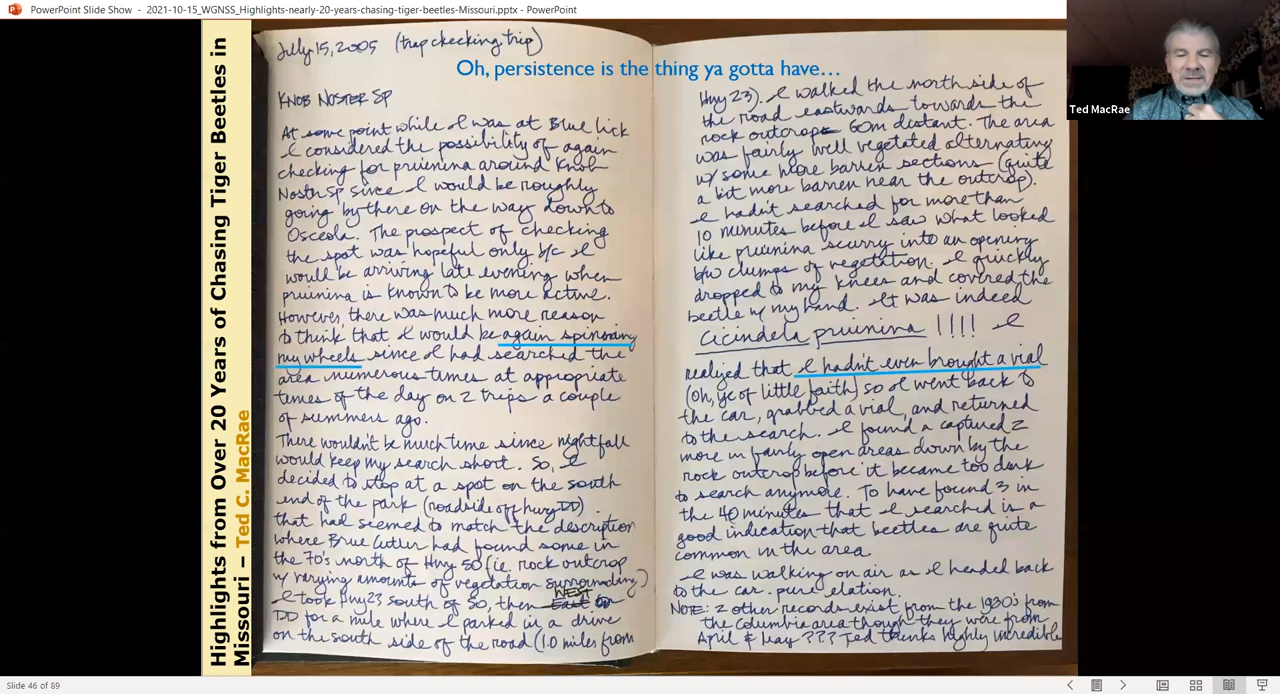 PowerPoint Slide Show - 2021-10-15_WGNSS_Highlights-nearly-20-years-chasing-tiger-beetles-Missouri.pptx - PowerPoint
Highlights from Over 20 Years of Chasing Tiger Beetles in
Missouri – Ted C. MacRae
Oh, persistence is the thing ya gotta have…
July 15, 2005 (trap checking trip)
KNOB NOSTER SP
At some point while I was at Blue Lick
I considered the possibility of again
checking for pruinina around Knob
Noster SP since I would be roughly
going by there on the way down to
Osceola. The prospect of checking
the spot was hopeful only b/c I
would be arriving late evening when
pruinina is known to be more active.
However, there was much more reason
to think that I would be again spinning
my wheels since I had searched the
area numerous times at appropriate
times of the day on 2 trips a couple
of summers ago.
There wouldn't be much time since nightfall
would keep my search short. So, I
decided to stop at a spot on the south
end of the park (roadside off hwy DD)
that had seemed to match the description
where Brue Cutler had found some in
the 70's north of Hwy 50 (i.e. rock outcrop
w/ varying amounts of vegetation surrounding)
I took Hwy 23 south of 50, then East WEST on
DD for a mile where I parked in a drive
on the south side of the road (1.0 miles from
Hwy 23). I walked the north side of
the road eastwards towards the
rock outcrop 60m distant. The area
was fairly well vegetated alternating
w/ some more barren sections (quite
a bit more barren near the outcrop).
I hadn't searched for more than
10 minutes before I saw what looked
like pruinina scurry into an opening
b/w clumps of vegetation. I quickly
dropped to my knees and covered the
beetle w/ my hand. It was indeed
Cicindela pruinina !!!! I
realized that I hadn't even brought a vial
(Oh, ye of little faith) so I went back to
the car, grabbed a vial, and returned
to the search. I found a captured 2
more in fairly open areas down by the
rock outcrop before it became too dark
to search anymore. To have found 3 in
the 40 minutes that I searched is a
good indication that beetles are quite
common in the area
I was walking on air as I headed back
to the car. pure elation.
NOTE: 2 other records exist from the 1930's from
the Columbia area though they were from
April & May ??? Ted thinks highly incredible
Ted MacRae
Slide 46 of 89